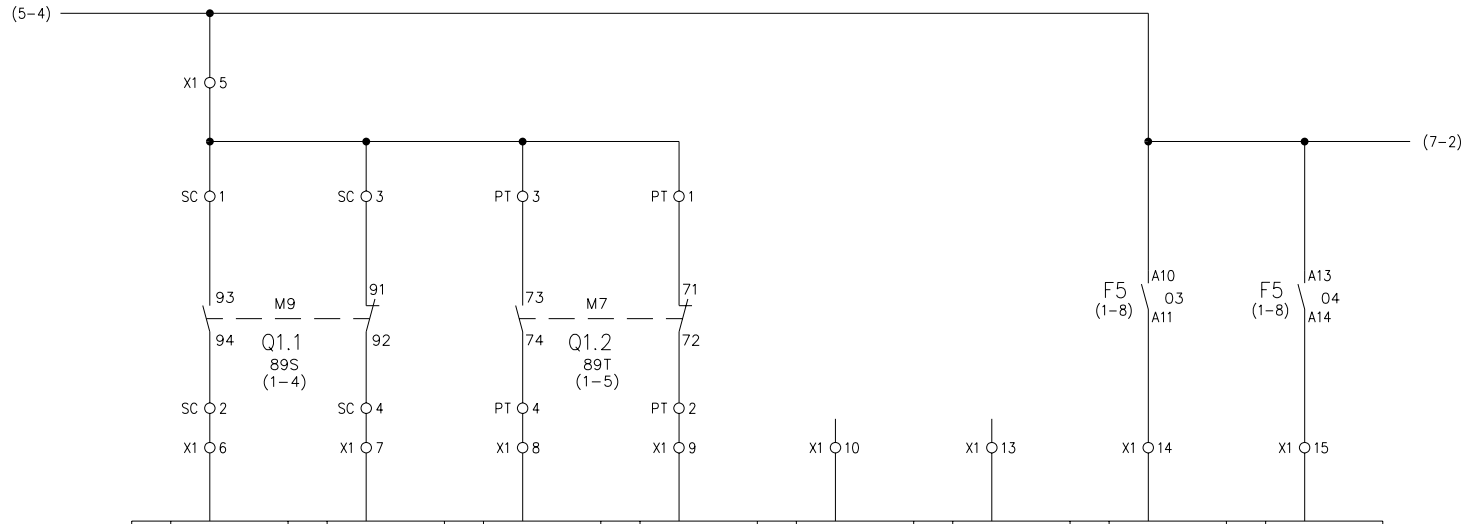 (5-4)
X1 5
(7-2)
SC 1
SC 3
PT 3
PT 1
93
M9
91
73
M7
71
A10
F5
03
(1-8)
A11
A13
F5
04
(1-8)
A14
94
Q1.1
92
74
Q1.2
72
89S
(1-4)
89T
(1-5)
SC 2
SC 4
PT 4
PT 2
X1 6
X1 7
X1 8
X1 9
X1 10
X1 13
X1 14
X1 15